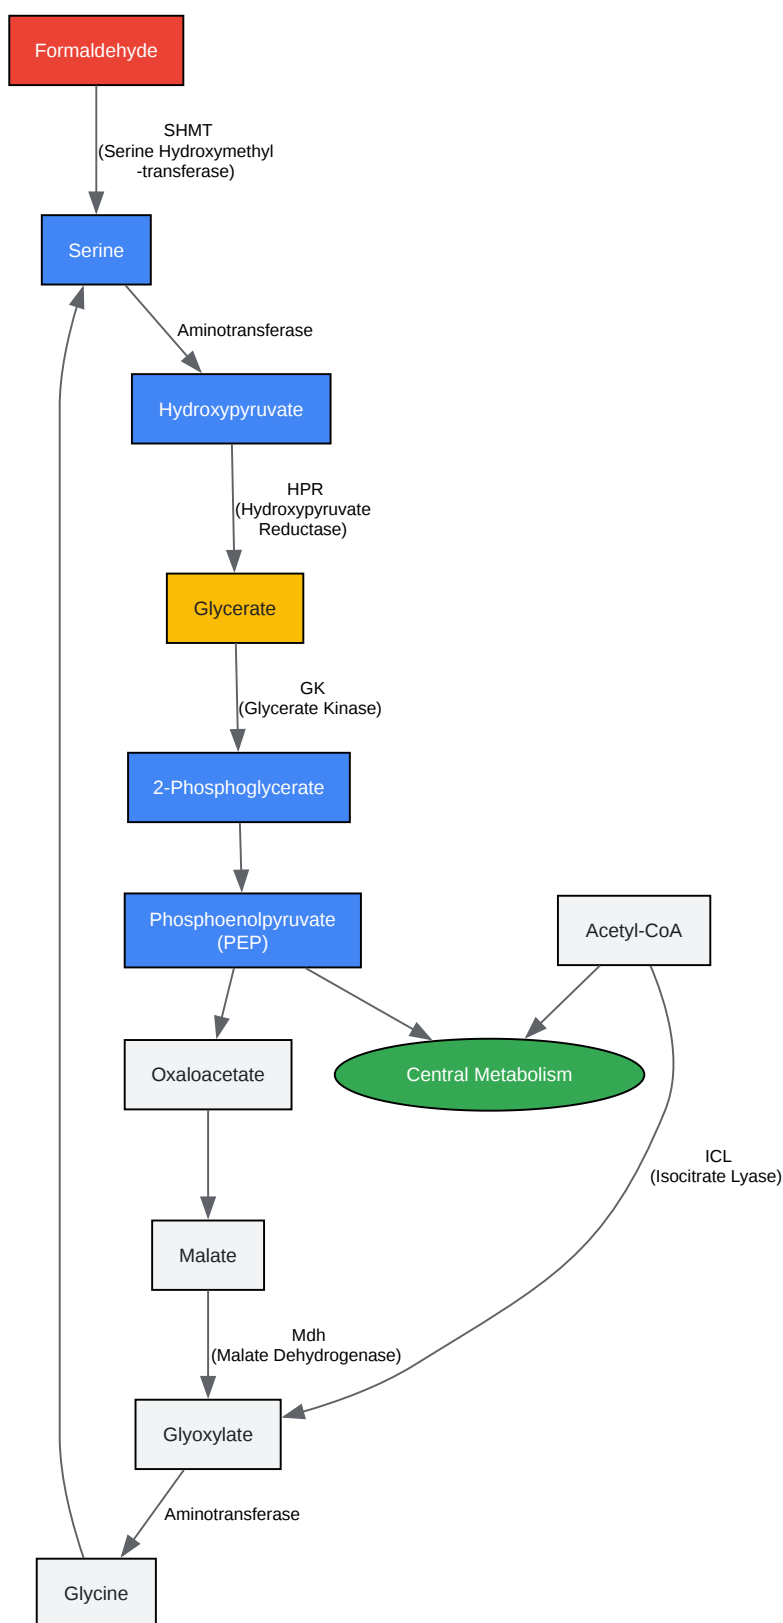 Formaldehyde
SHMT
(Serine Hydroxymethyl
-transferase)
Serine
Aminotransferase
Hydroxypyruvate
HPR
(Hydroxypyruvate
Reductase)
Glycerate
GK
(Glycerate Kinase)
2-Phosphoglycerate
Phosphoenolpyruvate
(PEP)
Acetyl-CoA
Oxaloacetate
Central Metabolism
ICL
(Isocitrate Lyase)
Malate
Mdh
(Malate Dehydrogenase)
Glyoxylate
Aminotransferase
Glycine